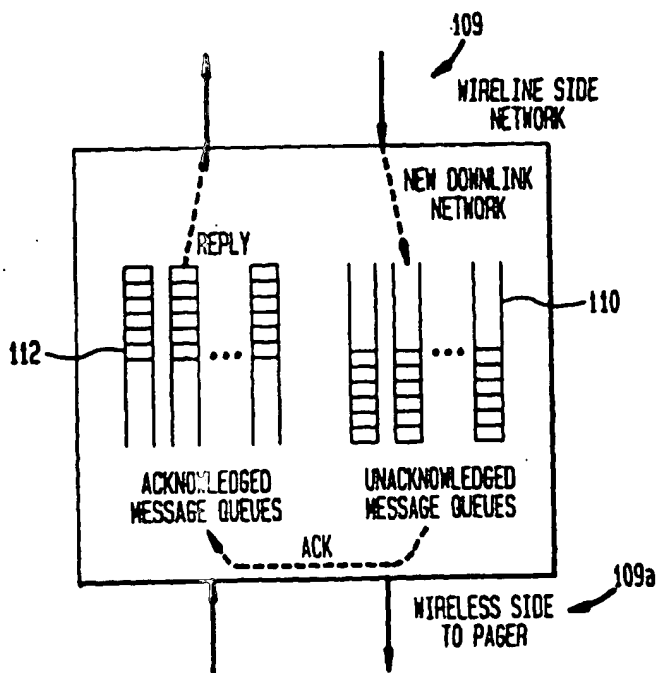 109
WIRELINE SIDE
NETWORK
NEW DOWNLINK
NETWORK
REPLY
110
112
ACKNOWLEDGED
MESSAGE QUEUES
UNACKNOWLEDGED
MESSAGE QUEUES
ACK
109a
WIRELESS SIDE
TO PAGER